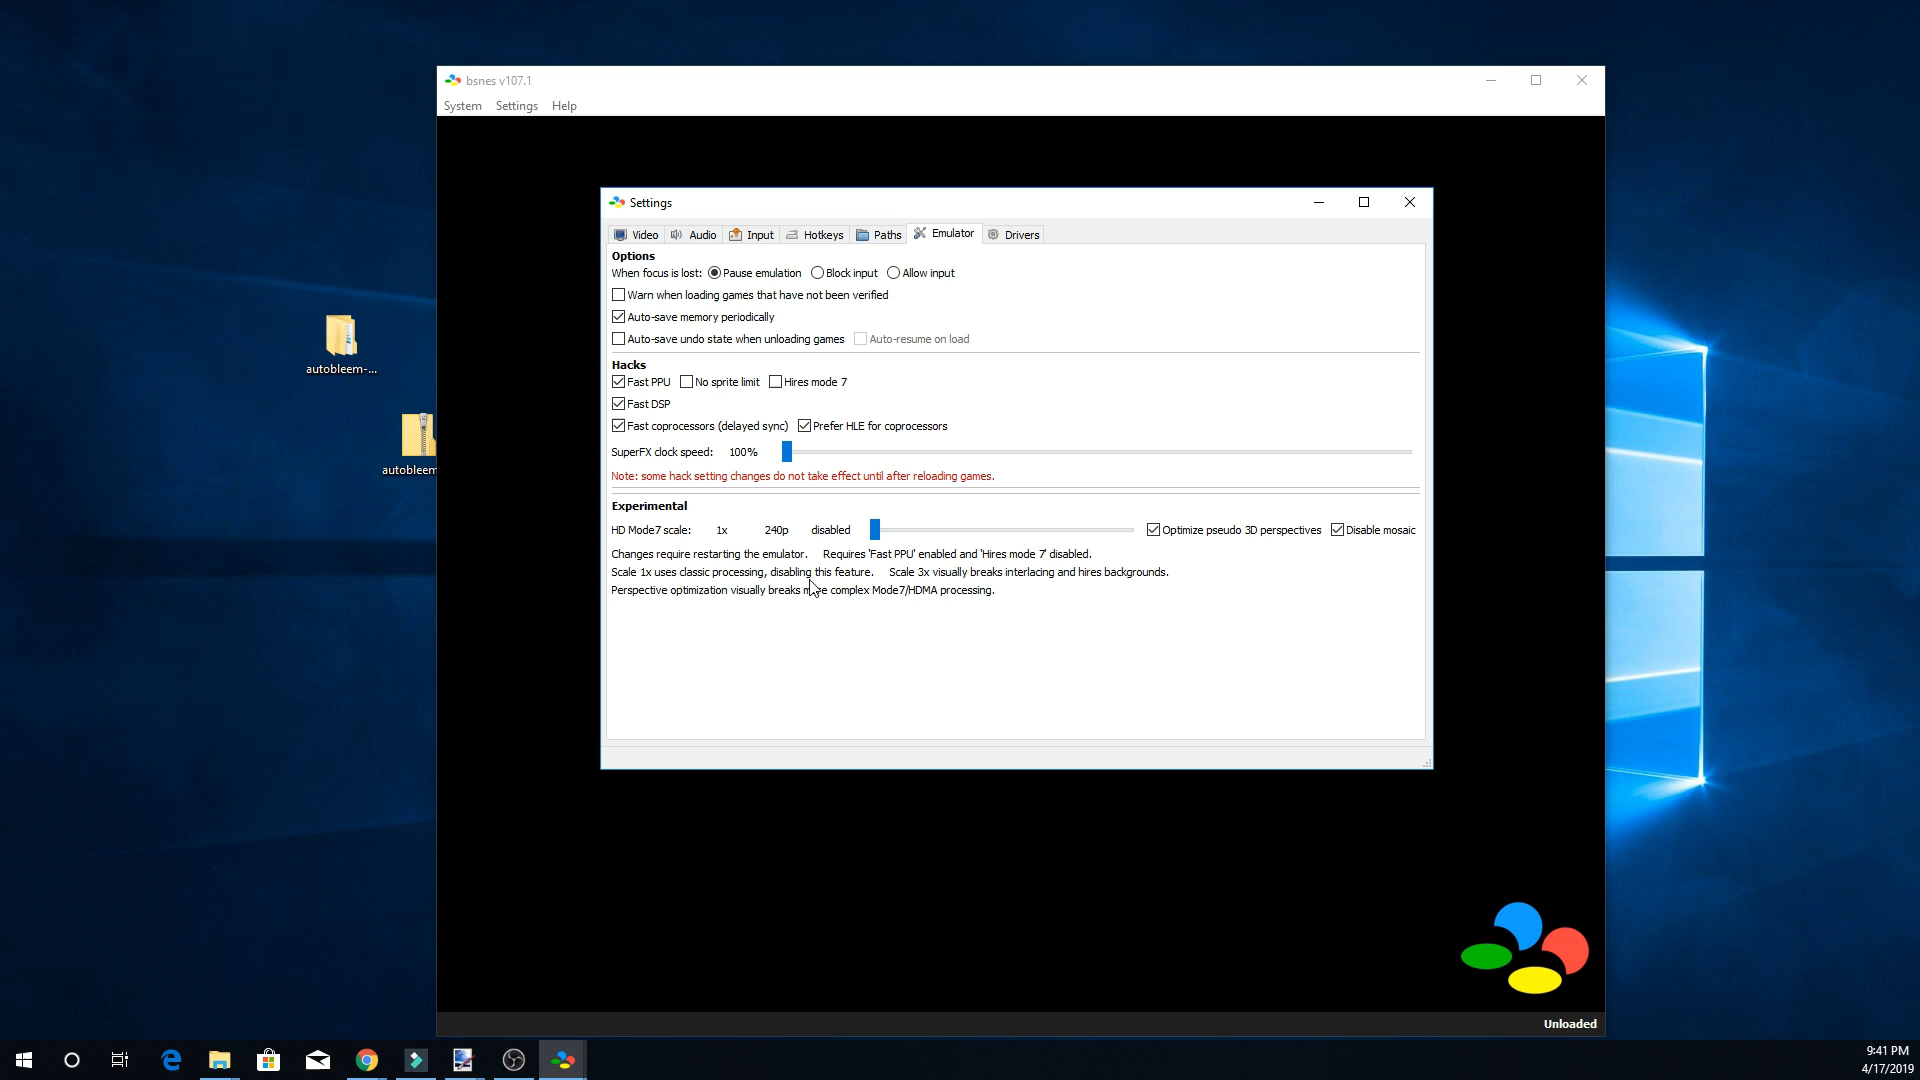 bsnes v107.1
System Settings Help
Settings
Video Audio Input Hotkeys Paths Emulator Drivers
Options
When focus is lost: Pause emulation Block input Allow input
Warn when loading games that have not been verified
Auto-save memory periodically
Auto-save undo state when unloading games Auto-resume on load
autobleem-...
Hacks
Fast PPU No sprite limit Hires mode 7
Fast DSP
Fast coprocessors (delayed sync) Prefer HLE for coprocessors
SuperFX clock speed: 100%
autobleem
Note: some hack setting changes do not take effect until after reloading games.
Experimental
HD Mode7 scale: 1x 240p disabled Optimize pseudo 3D perspectives Disable mosaic
Changes require restarting the emulator. Requires 'Fast PPU' enabled and 'Hires mode 7' disabled.
Scale 1x uses classic processing, disabling this feature. Scale 3x visually breaks interlacing and hires backgrounds.
Perspective optimization visually breaks more complex Mode7/HDMA processing.
Unloaded
9:41 PM
4/17/2019